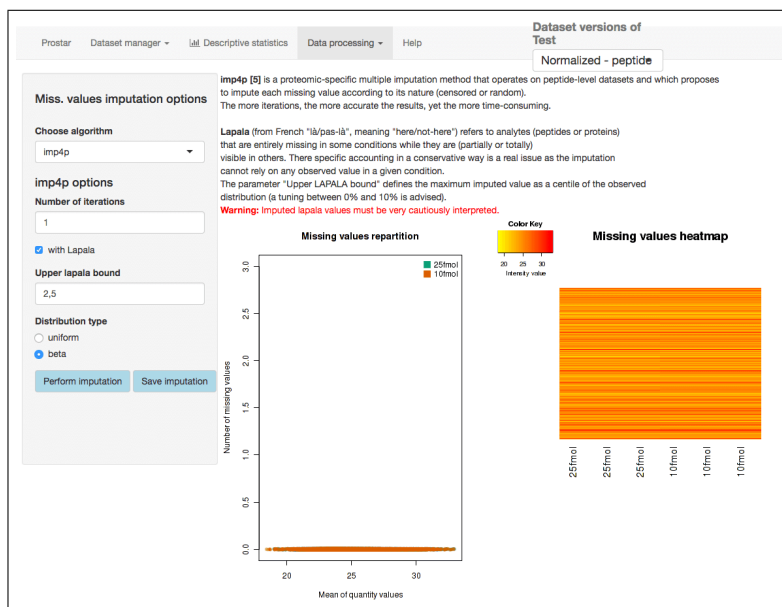 Prostar
Dataset manager
Descriptive statistics
Data processing
Help
Dataset versions of
Test
Normalized - peptide
Miss. values imputation options
Choose algorithm
imp4p
imp4p options
Number of iterations
1
with Lapala
Upper lapala bound
2,5
Distribution type
uniform
beta
Perform imputation
Save imputation
imp4p [5] is a proteomic-specific multiple imputation method that operates on peptide-level datasets and which proposes
to impute each missing value according to its nature (censored or random).
The more iterations, the more accurate the results, yet the more time-consuming.
Lapala (from French "là/pas-là", meaning "here/not-here") refers to analytes (peptides or proteins)
that are entirely missing in some conditions while they are (partially or totally)
visible in others. There specific accounting in a conservative way is a real issue as the imputation
cannot rely on any observed value in a given condition.
The parameter "Upper LAPALA bound" defines the maximum imputed value as a centile of the observed
distribution (a tuning between 0% and 10% is advised).
Warning: Imputed lapala values must be very cautiously interpreted.
Missing values repartition
25fmol
10fmol
Number of missing values
3.0
2.5
2.0
1.5
1.0
0.5
0.0
20 25 30
Mean of quantity values
Color Key
20 25 30
Intensity value
Missing values heatmap
25fmol
25fmol
25fmol
10fmol
10fmol
10fmol